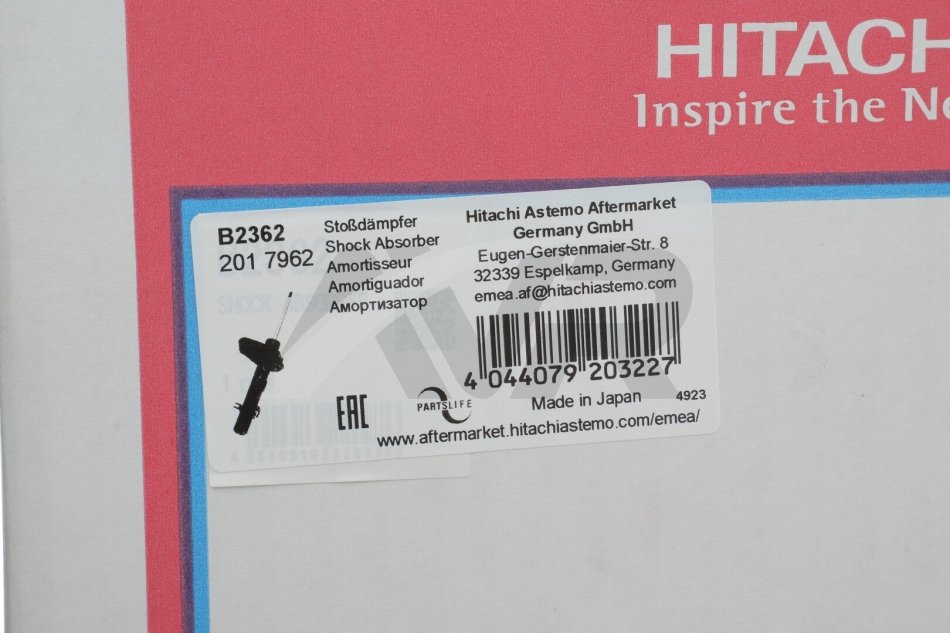 HITACH
Inspire the Ne
B2362
201 7962
Stoßdämpfer
Shock Absorber
Amortisseur
Amortiguador
Амортизатор
Hitachi Astemo Aftermarket
Germany GmbH
Eugen-Gerstenmaier-Str. 8
32339 Espelkamp, Germany
emea.af@hitachiastemo.com
4 044079 203227
EAC
PARTSLIFE
Made in Japan
4923
www.aftermarket.hitachiastemo.com/emea/